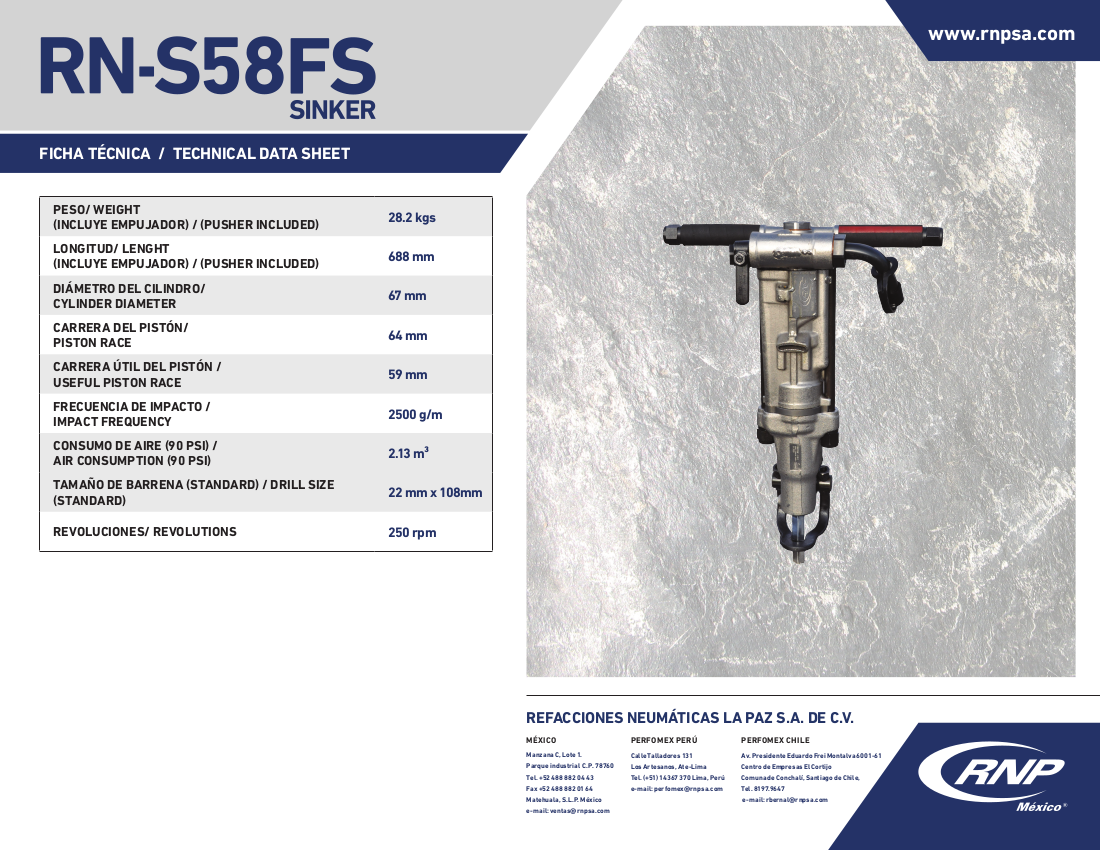 www.rnpsa.com
RN-S58FS
SINKER
FICHA TÉCNICA / TECHNICAL DATA SHEET
PESO/ WEIGHT
(INCLUYE EMPUJADOR) / (PUSHER INCLUDED)
28.2 kgs
LONGITUD/ LENGHT
(INCLUYE EMPUJADOR) / (PUSHER INCLUDED)
688 mm
DIÁMETRO DEL CILINDRO/
CYLINDER DIAMETER
67 mm
CARRERA DEL PISTÓN/
PISTON RACE
64 mm
CARRERA ÚTIL DEL PISTÓN /
USEFUL PISTON RACE
59 mm
FRECUENCIA DE IMPACTO /
IMPACT FREQUENCY
2500 g/m
CONSUMO DE AIRE (90 PSI) /
AIR CONSUMPTION (90 PSI)
2.13 m³
TAMAÑO DE BARRENA (STANDARD) / DRILL SIZE
(STANDARD)
22 mm x 108mm
REVOLUCIONES/ REVOLUTIONS
250 rpm
REFACCIONES NEUMÁTICAS LA PAZ S.A. DE C.V.
MÉXICO
Manzana C, Lote 1.
Parque industrial C.P. 78760
Tel. +52 488 882 04 43
Fax +52 488 882 01 64
Matehuala, S.L.P. México
e-mail: ventas@rnpsa.com
PERFOMEX PERÚ
Calle Talladores 131
Los Artesanos, Ate-Lima
Tel. (+51) 14367 370 Lima, Perú
e-mail: perfomex@rnpsa.com
PERFOMEX CHILE
Av. Presidente Eduardo Frei Montalva 6001-61
Centro de Empresas El Cortijo
Comunade Conchalí, Santiago de Chile,
Tel. 8197.9647
e-mail: rbernal@rnpsa.com
RNP
México®